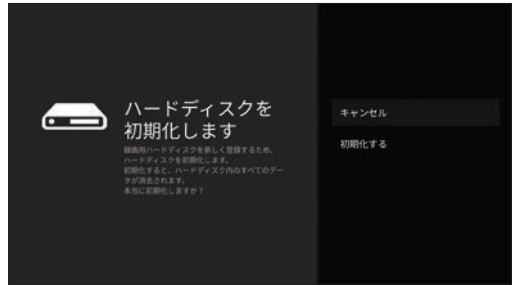 ハードディスクを
初期化します
録画用ハードディスクを新しく登録するため、
ハードディスクを初期化します。
初期化すると、ハードディスク内のすべてのデー
タが消去されます。
本当に初期化しますか？
キャンセル
初期化する